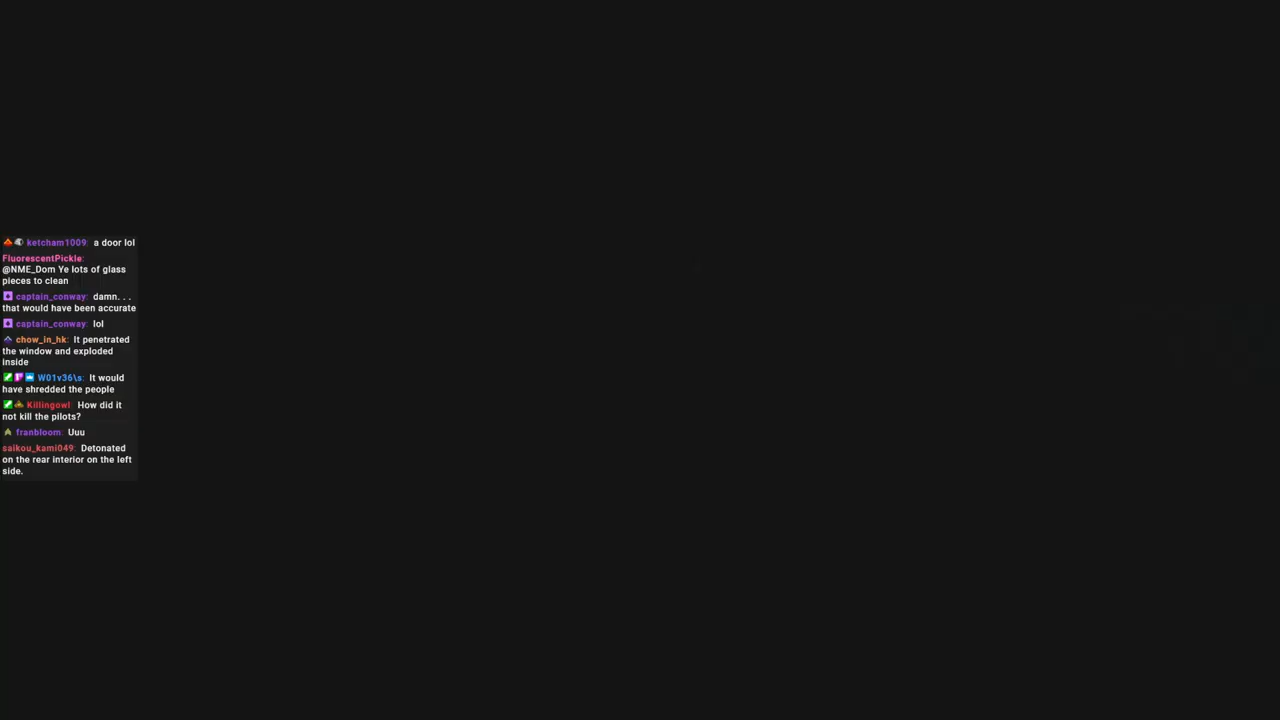 ketcham1009: a door lol
FluorescentPickle:
@NME_Dom Ye lots of glass
pieces to clean
captain_conway: damn. . .
that would have been accurate
captain_conway: lol
chow_in_hk: It penetrated
the window and exploded
inside
W01v36\s: It would
have shredded the people
Killingowl: How did it
not kill the pilots?
franbloom: Uuu
saikou_kami049: Detonated
on the rear interior on the left
side.